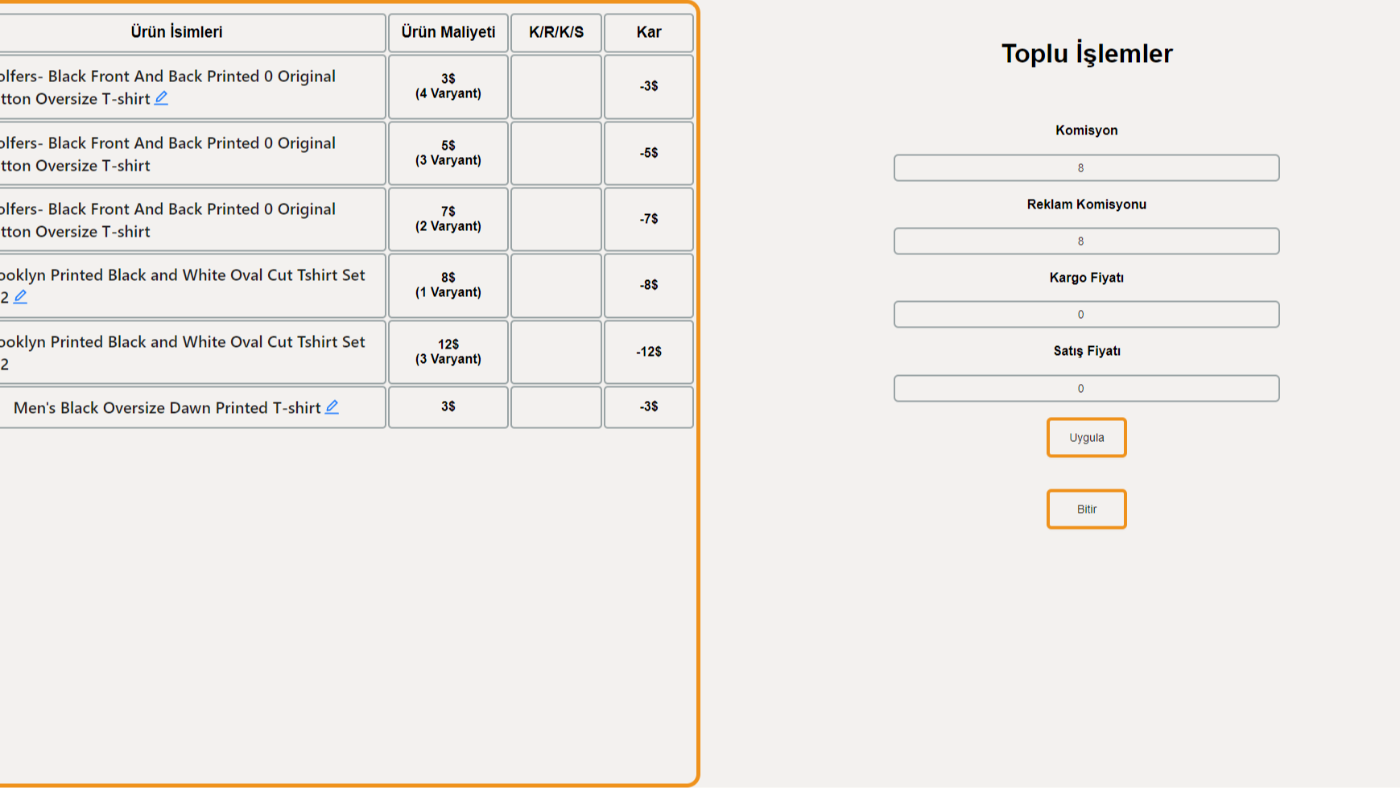 Ürün İsimleri
Ürün Maliyeti
K/R/K/S
Kar
olfers- Black Front And Back Printed 0 Original
tton Oversize T-shirt
3$
(4 Varyant)
-3$
olfers- Black Front And Back Printed 0 Original
tton Oversize T-shirt
5$
(3 Varyant)
-5$
olfers- Black Front And Back Printed 0 Original
tton Oversize T-shirt
7$
(2 Varyant)
-7$
ooklyn Printed Black and White Oval Cut Tshirt Set
2
8$
(1 Varyant)
-8$
ooklyn Printed Black and White Oval Cut Tshirt Set
2
12$
(3 Varyant)
-12$
Men's Black Oversize Dawn Printed T-shirt
3$
-3$
Toplu İşlemler
Komisyon
8
Reklam Komisyonu
8
Kargo Fiyatı
0
Satış Fiyatı
0
Uygula
Bitir